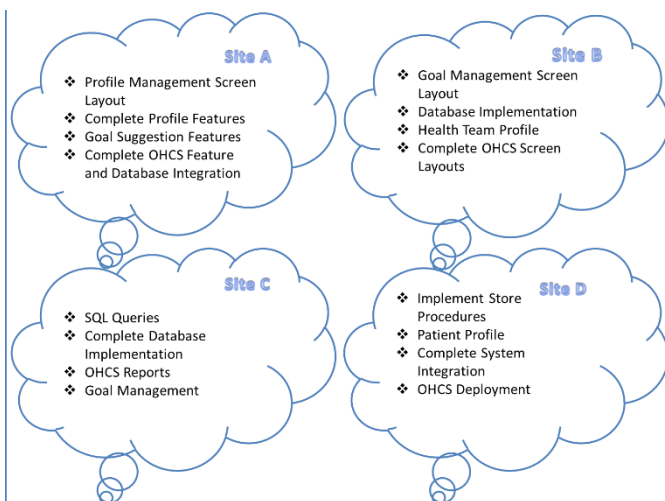 Site A
❖ Profile Management Screen
Layout
❖ Complete Profile Features
❖ Goal Suggestion Features
❖ Complete OHCS Feature
and Database Integration
Site B
❖ Goal Management Screen
Layout
❖ Database Implementation
❖ Health Team Profile
❖ Complete OHCS Screen
Layouts
Site C
❖ SQL Queries
❖ Complete Database
Implementation
❖ OHCS Reports
❖ Goal Management
Site D
❖ Implement Store
Procedures
❖ Patient Profile
❖ Complete System
Integration
❖ OHCS Deployment